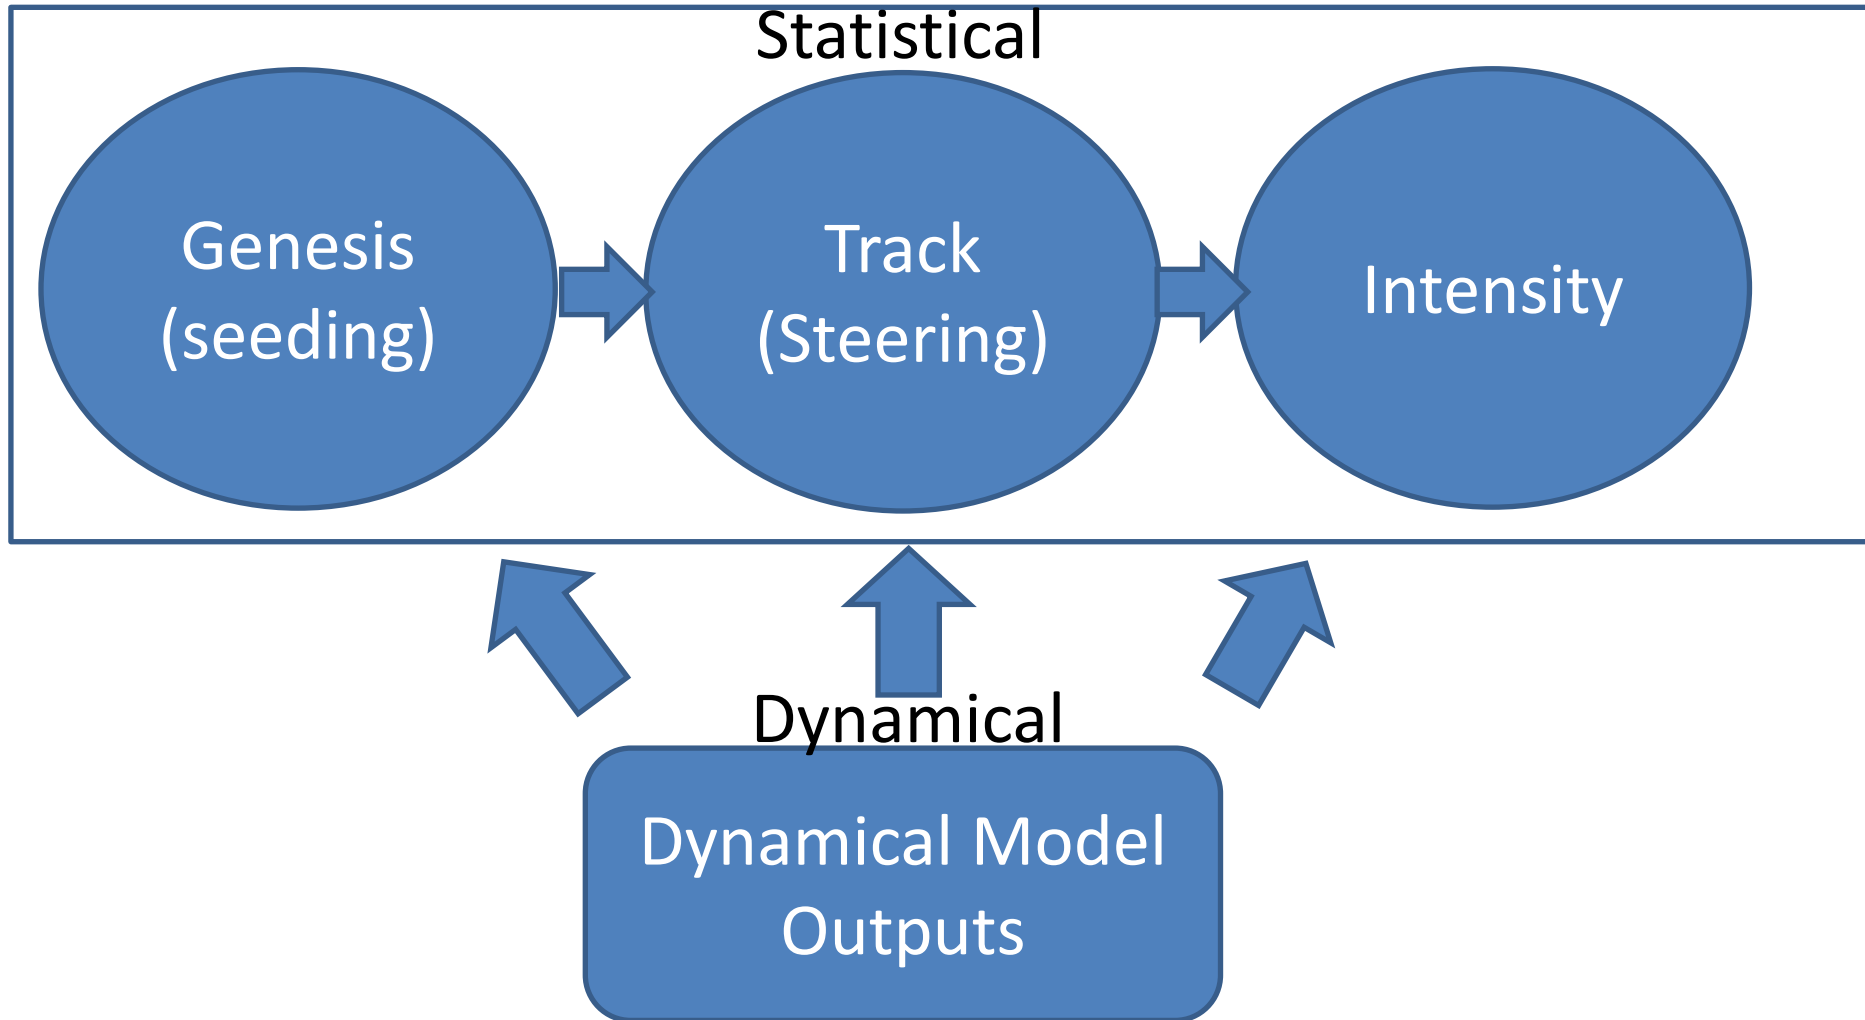 Statistical
Genesis
(seeding)
Track
(Steering)
Intensity
Dynamical
Dynamical Model
Outputs